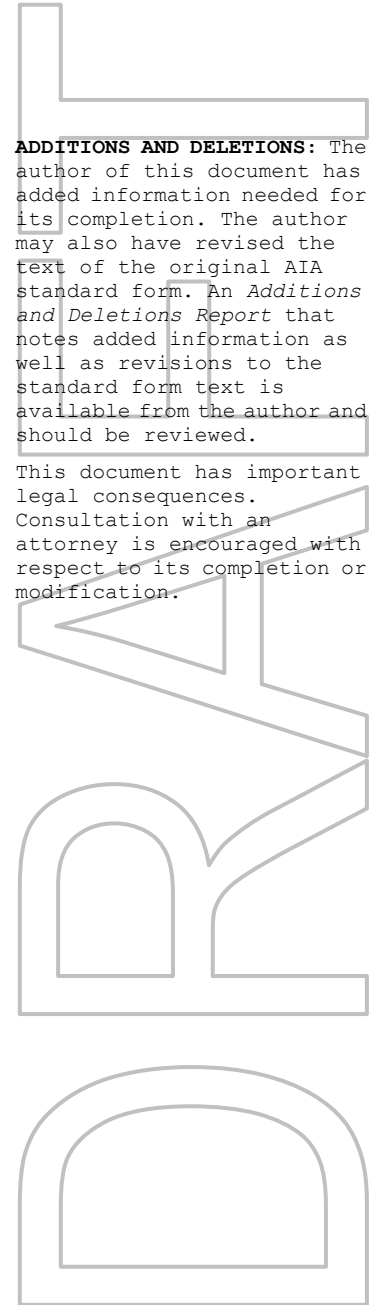 ADDITIONS AND DELETIONS: The
author of this document has
added information needed for
its completion. The author
may also have revised the
text of the original AIA
standard form. An Additions
and Deletions Report that
notes added information as
well as revisions to the
standard form text is
available from the author and
should be reviewed.
This document has important
legal consequences.
Consultation with an
attorney is encouraged with
respect to its completion or
modification.
DRAFT